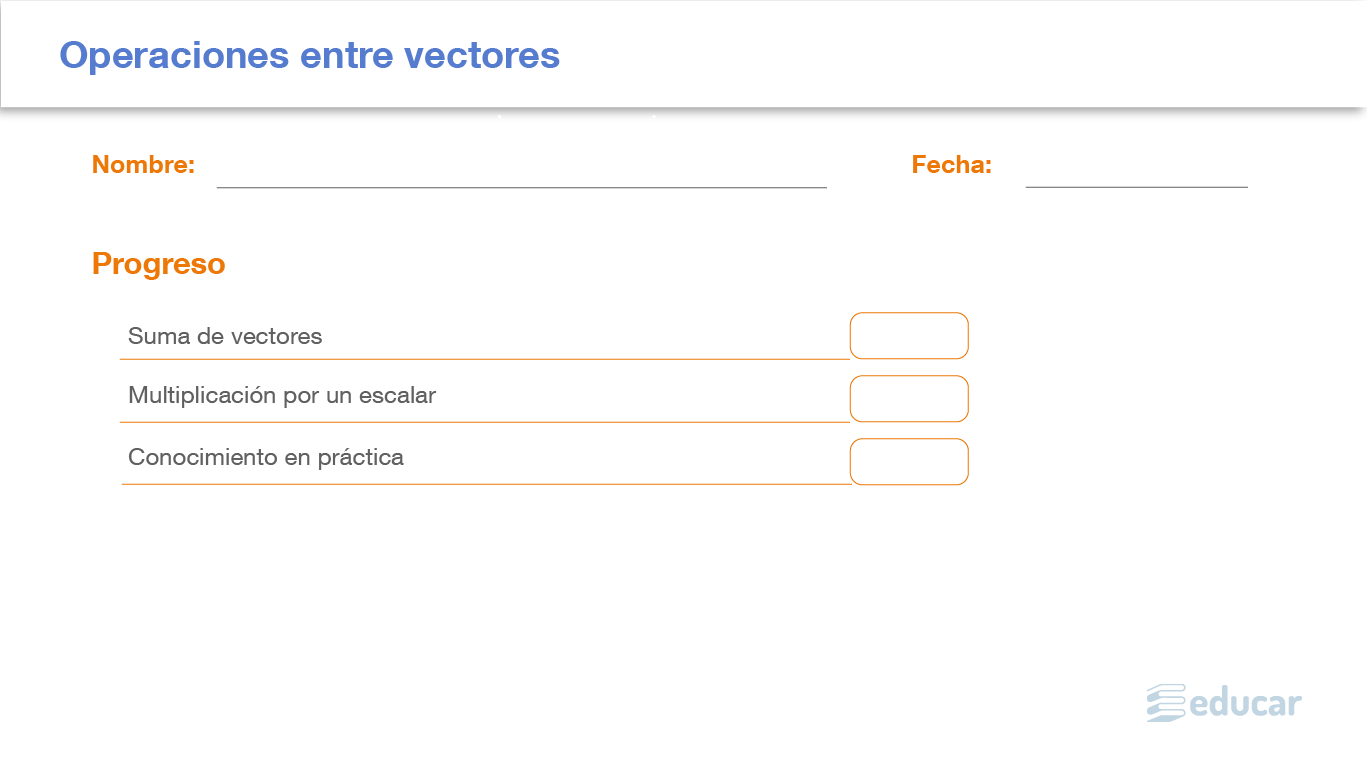 Operaciones entre vectores
Nombre: Fecha:
Progreso
Suma de vectores
Multiplicación por un escalar
Conocimiento en práctica
educar